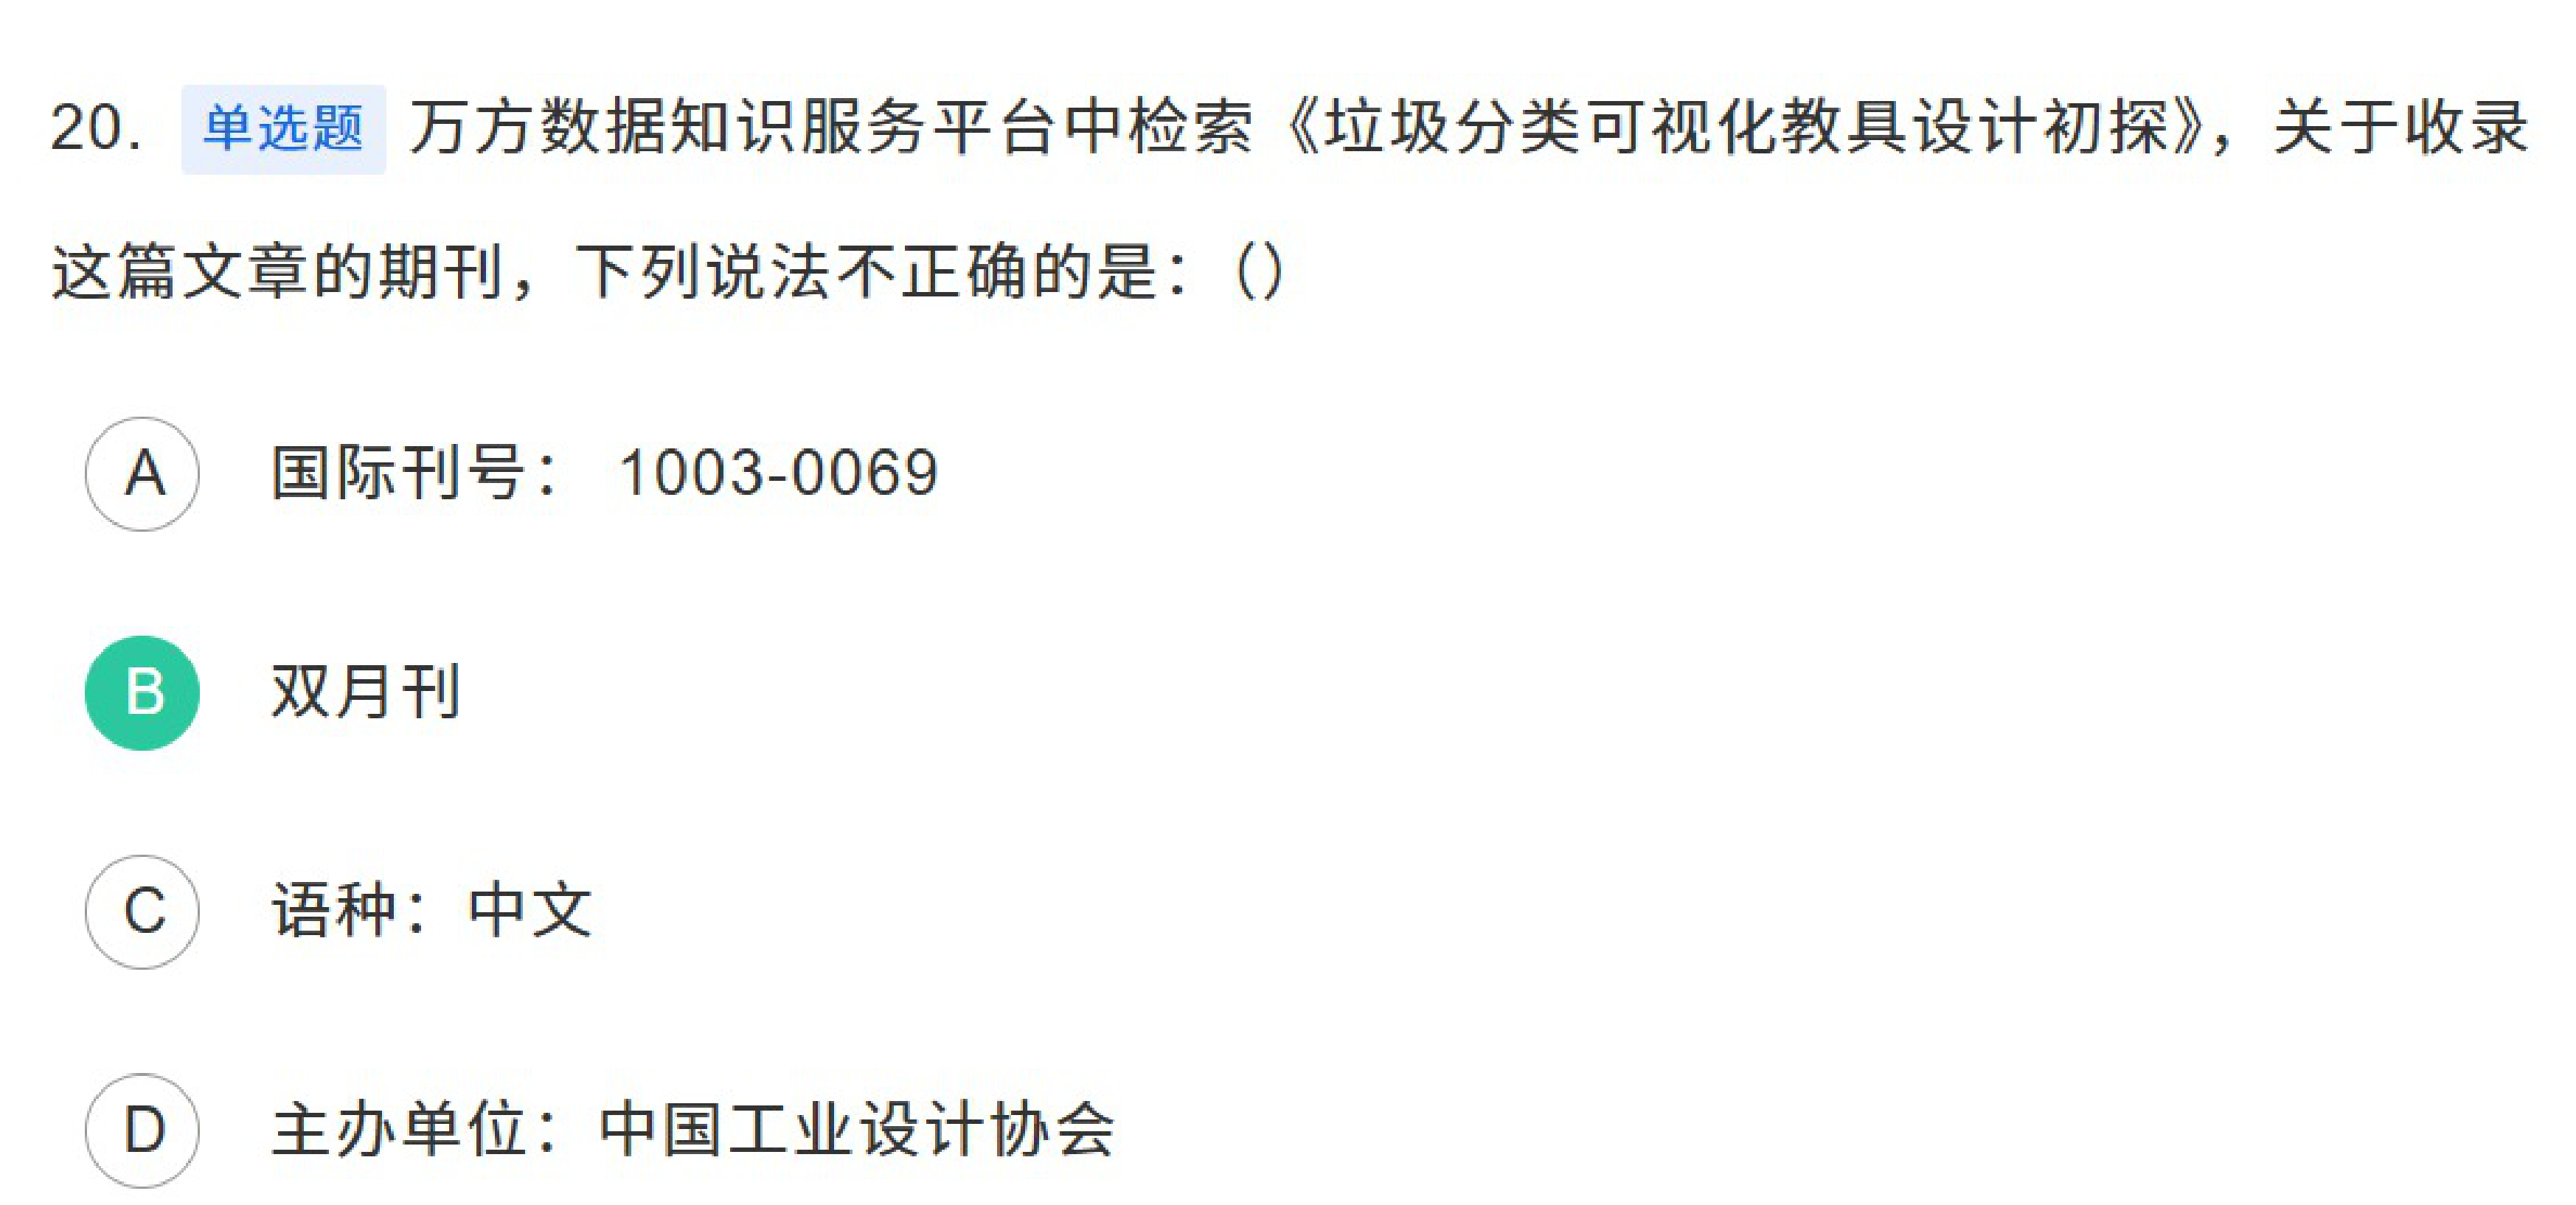 20. 单选题 万方数据知识服务平台中检索《垃圾分类可视化教具设计初探》，关于收录
这篇文章的期刊，下列说法不正确的是：（）
A 国际刊号： 1003-0069
B 双月刊
C 语种：中文
D 主办单位：中国工业设计协会